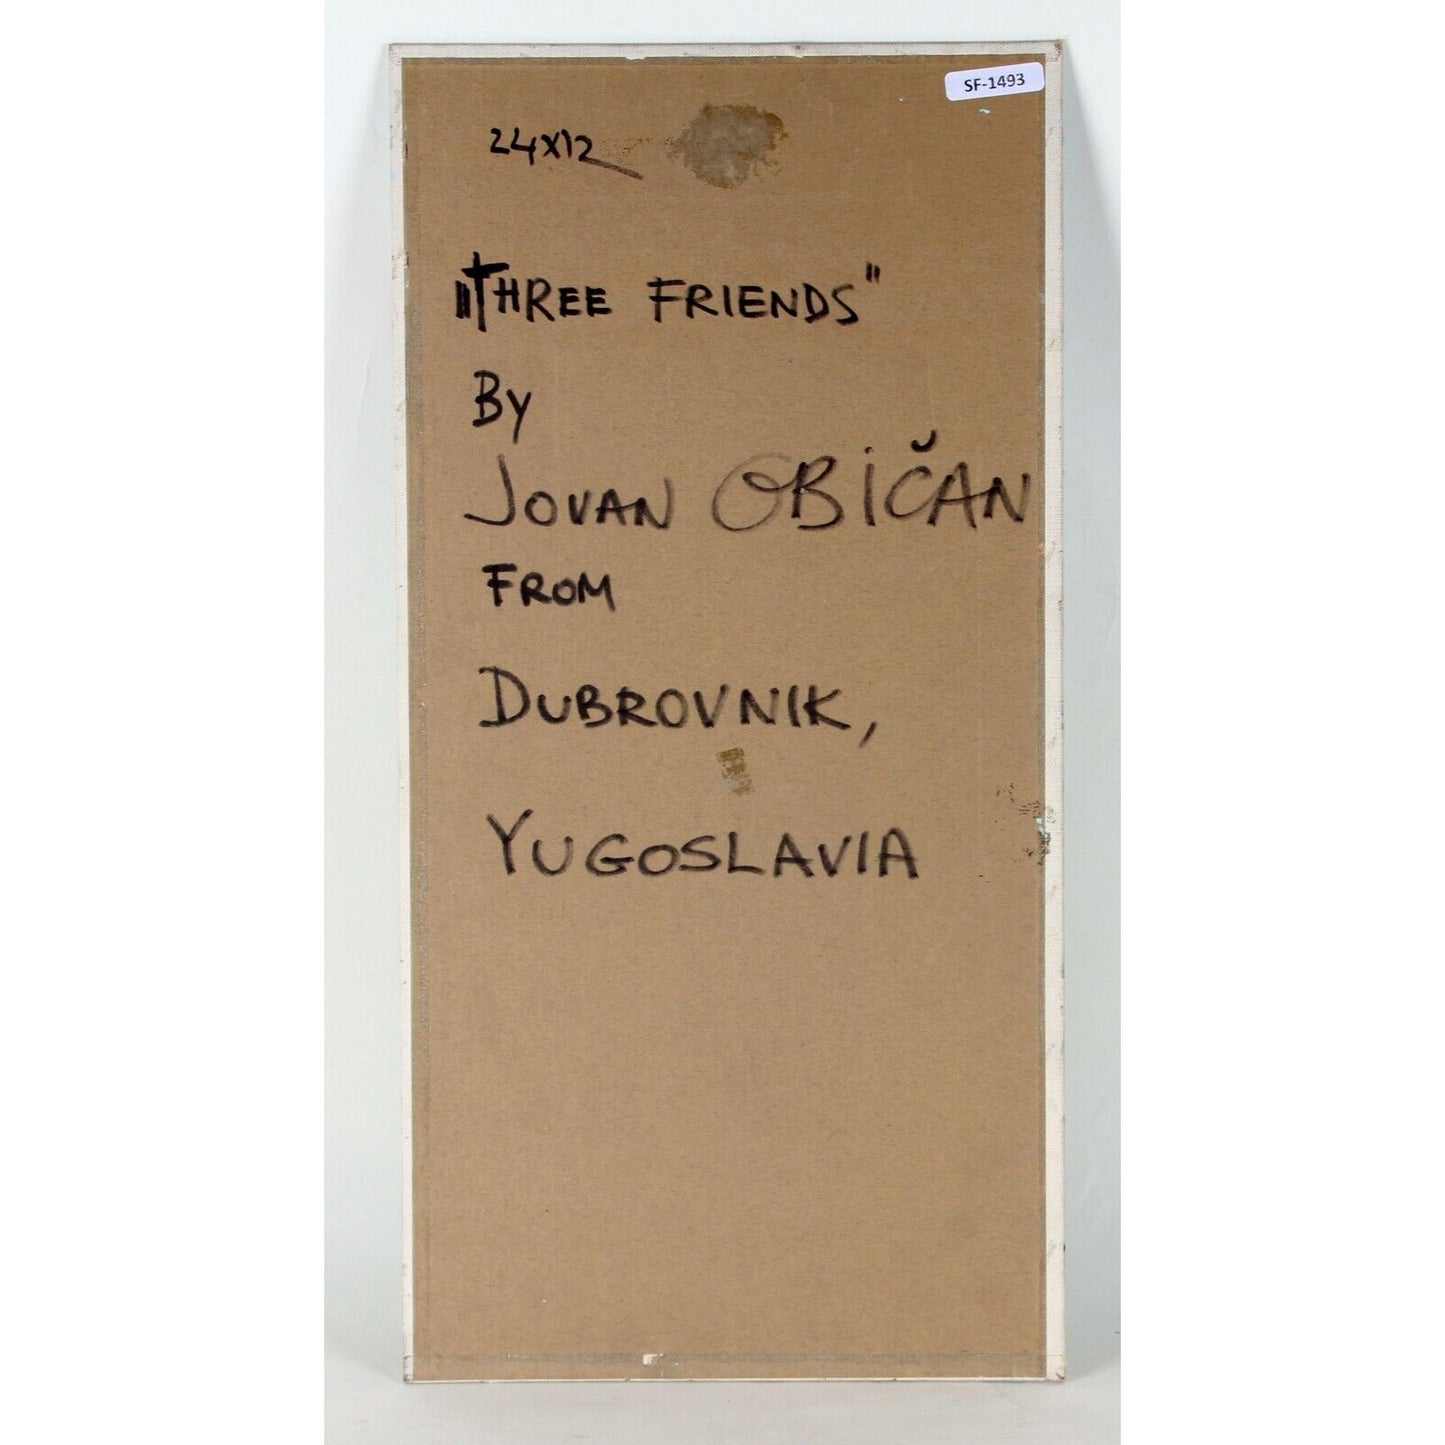 SF-1493
24X12
"THREE FRIENDS"
By
JOVAN OBIČAN
FROM
DUBROVNIK,
YUGOSLAVIA